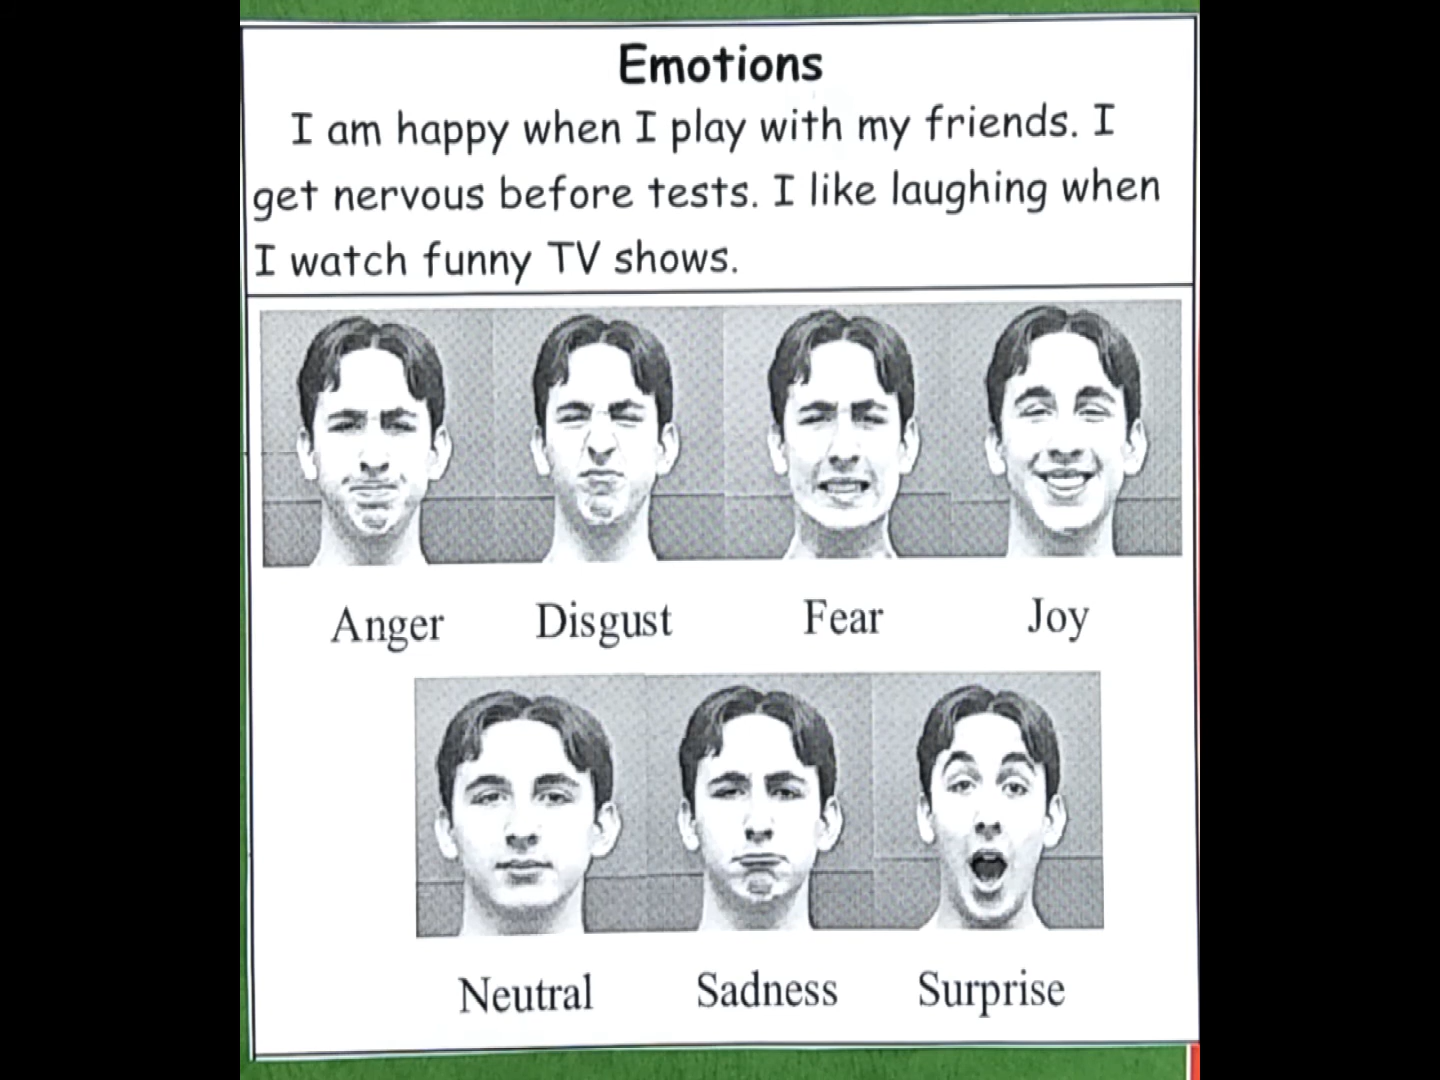 Emotions
I am happy when I play with my friends. I
get nervous before tests. I like laughing when
I watch funny TV shows.
Anger Disgust Fear Joy
Neutral Sadness Surprise